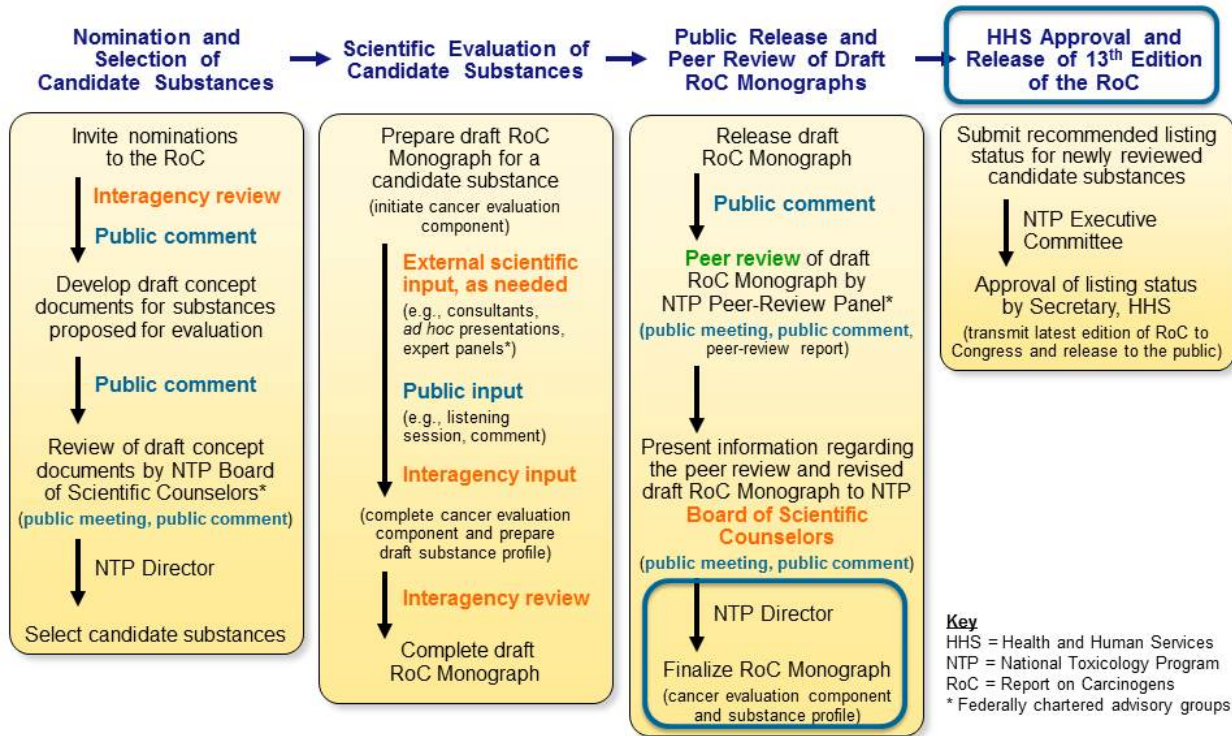 Nomination and
Selection of
Candidate Substances
Scientific Evaluation of
Candidate Substances
Public Release and
Peer Review of Draft
RoC Monographs
HHS Approval and
Release of 13th Edition
of the RoC
Invite nominations
to the RoC
Interagency review
Public comment
Develop draft concept
documents for substances
proposed for evaluation
Public comment
Review of draft concept
documents by NTP Board
of Scientific Counselors*
(public meeting, public comment)
NTP Director
Select candidate substances
Prepare draft RoC
Monograph for a
candidate substance
(initiate cancer evaluation
component)
External scientific
input, as needed
(e.g., consultants,
ad hoc presentations,
expert panels*)
Public input
(e.g., listening
session, comment)
Interagency input
(complete cancer evaluation
component and prepare
draft substance profile)
Interagency review
Complete draft
RoC Monograph
Release draft
RoC Monograph
Public comment
Peer review of draft
RoC Monograph by
NTP Peer-Review Panel*
(public meeting, public comment,
peer-review report)
Present information regarding
the peer review and revised
draft RoC Monograph to NTP
Board of Scientific
Counselors
(public meeting, public comment)
NTP Director
Finalize RoC Monograph
(cancer evaluation component
and substance profile)
Submit recommended listing
status for newly reviewed
candidate substances
NTP Executive
Committee
Approval of listing status
by Secretary, HHS
(transmit latest edition of RoC to
Congress and release to the public)
Key
HHS = Health and Human Services
NTP = National Toxicology Program
RoC = Report on Carcinogens
* Federally chartered advisory groups